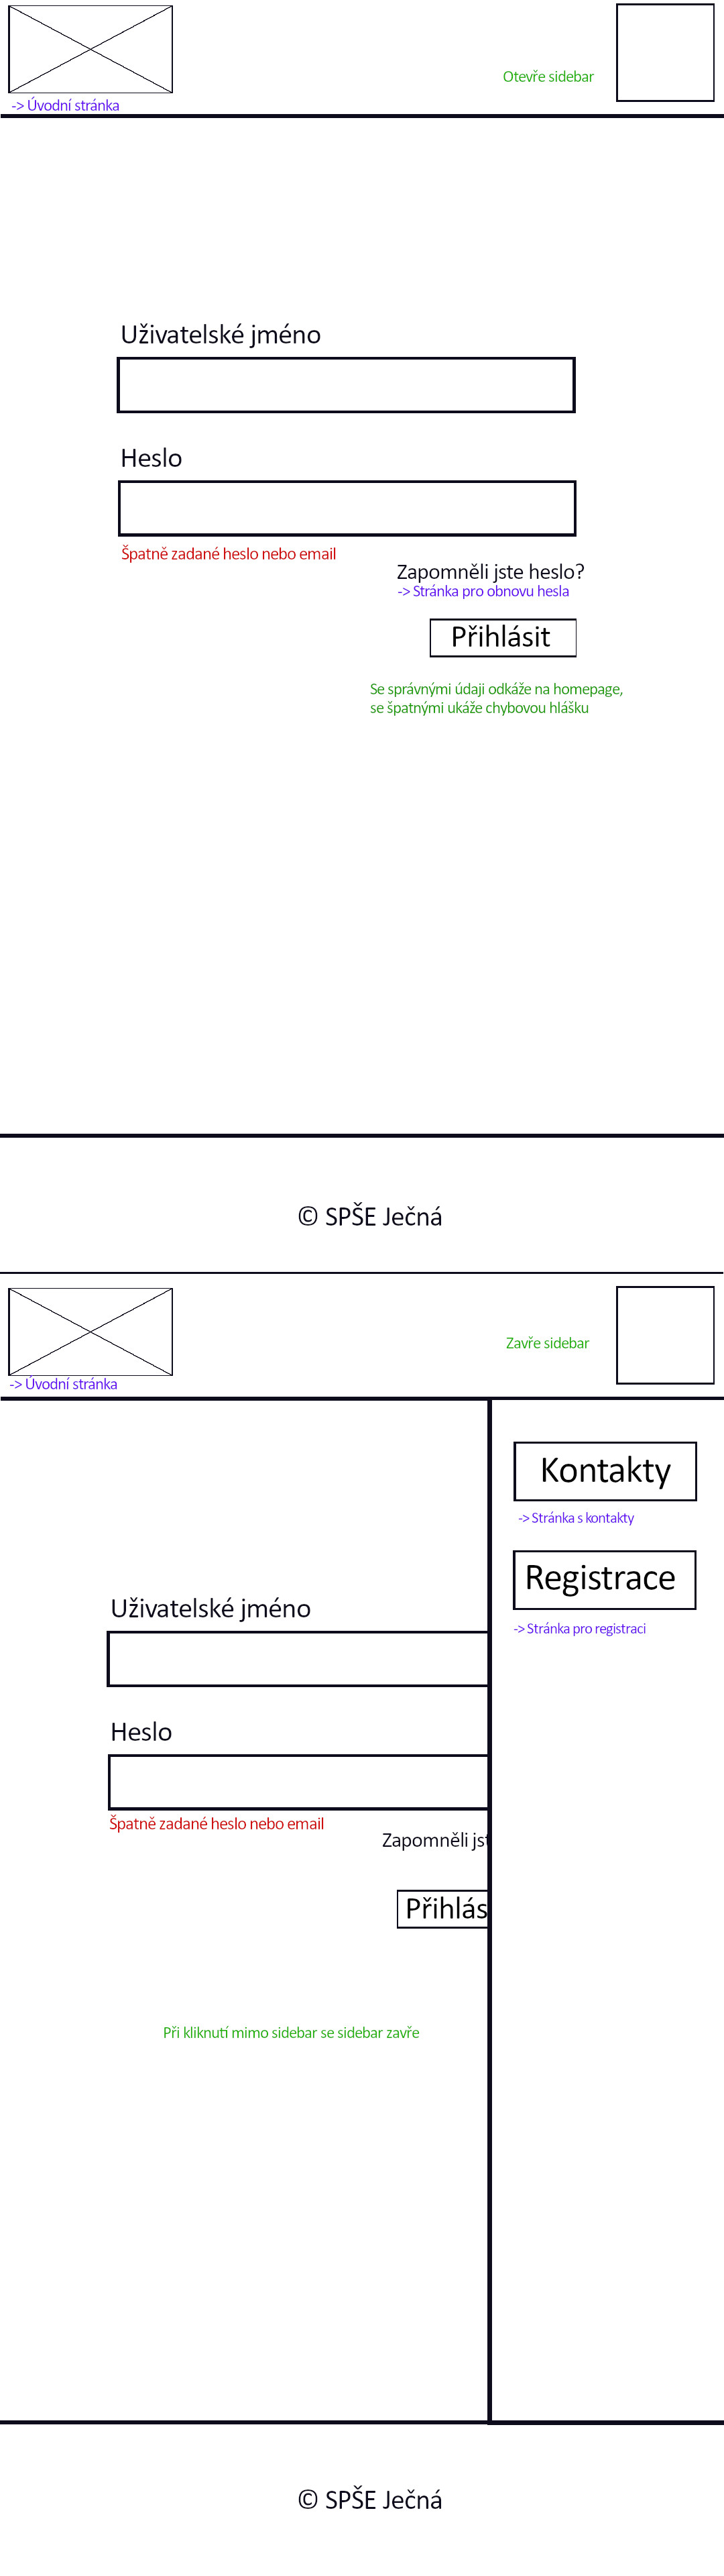 Otevře sidebar
-> Úvodní stránka
Uživatelské jméno
Heslo
Špatně zadané heslo nebo email
Zapomněli jste heslo?
-> Stránka pro obnovu hesla
Přihlásit
Se správnými údaji odkáže na homepage,
se špatnými ukáže chybovou hlášku
© SPŠE Ječná
Zavře sidebar
-> Úvodní stránka
Kontakty
-> Stránka s kontakty
Registrace
-> Stránka pro registraci
Uživatelské jméno
Heslo
Špatně zadané heslo nebo email
Zapomněli jst
Přihlás
Při kliknutí mimo sidebar se sidebar zavře
© SPŠE Ječná